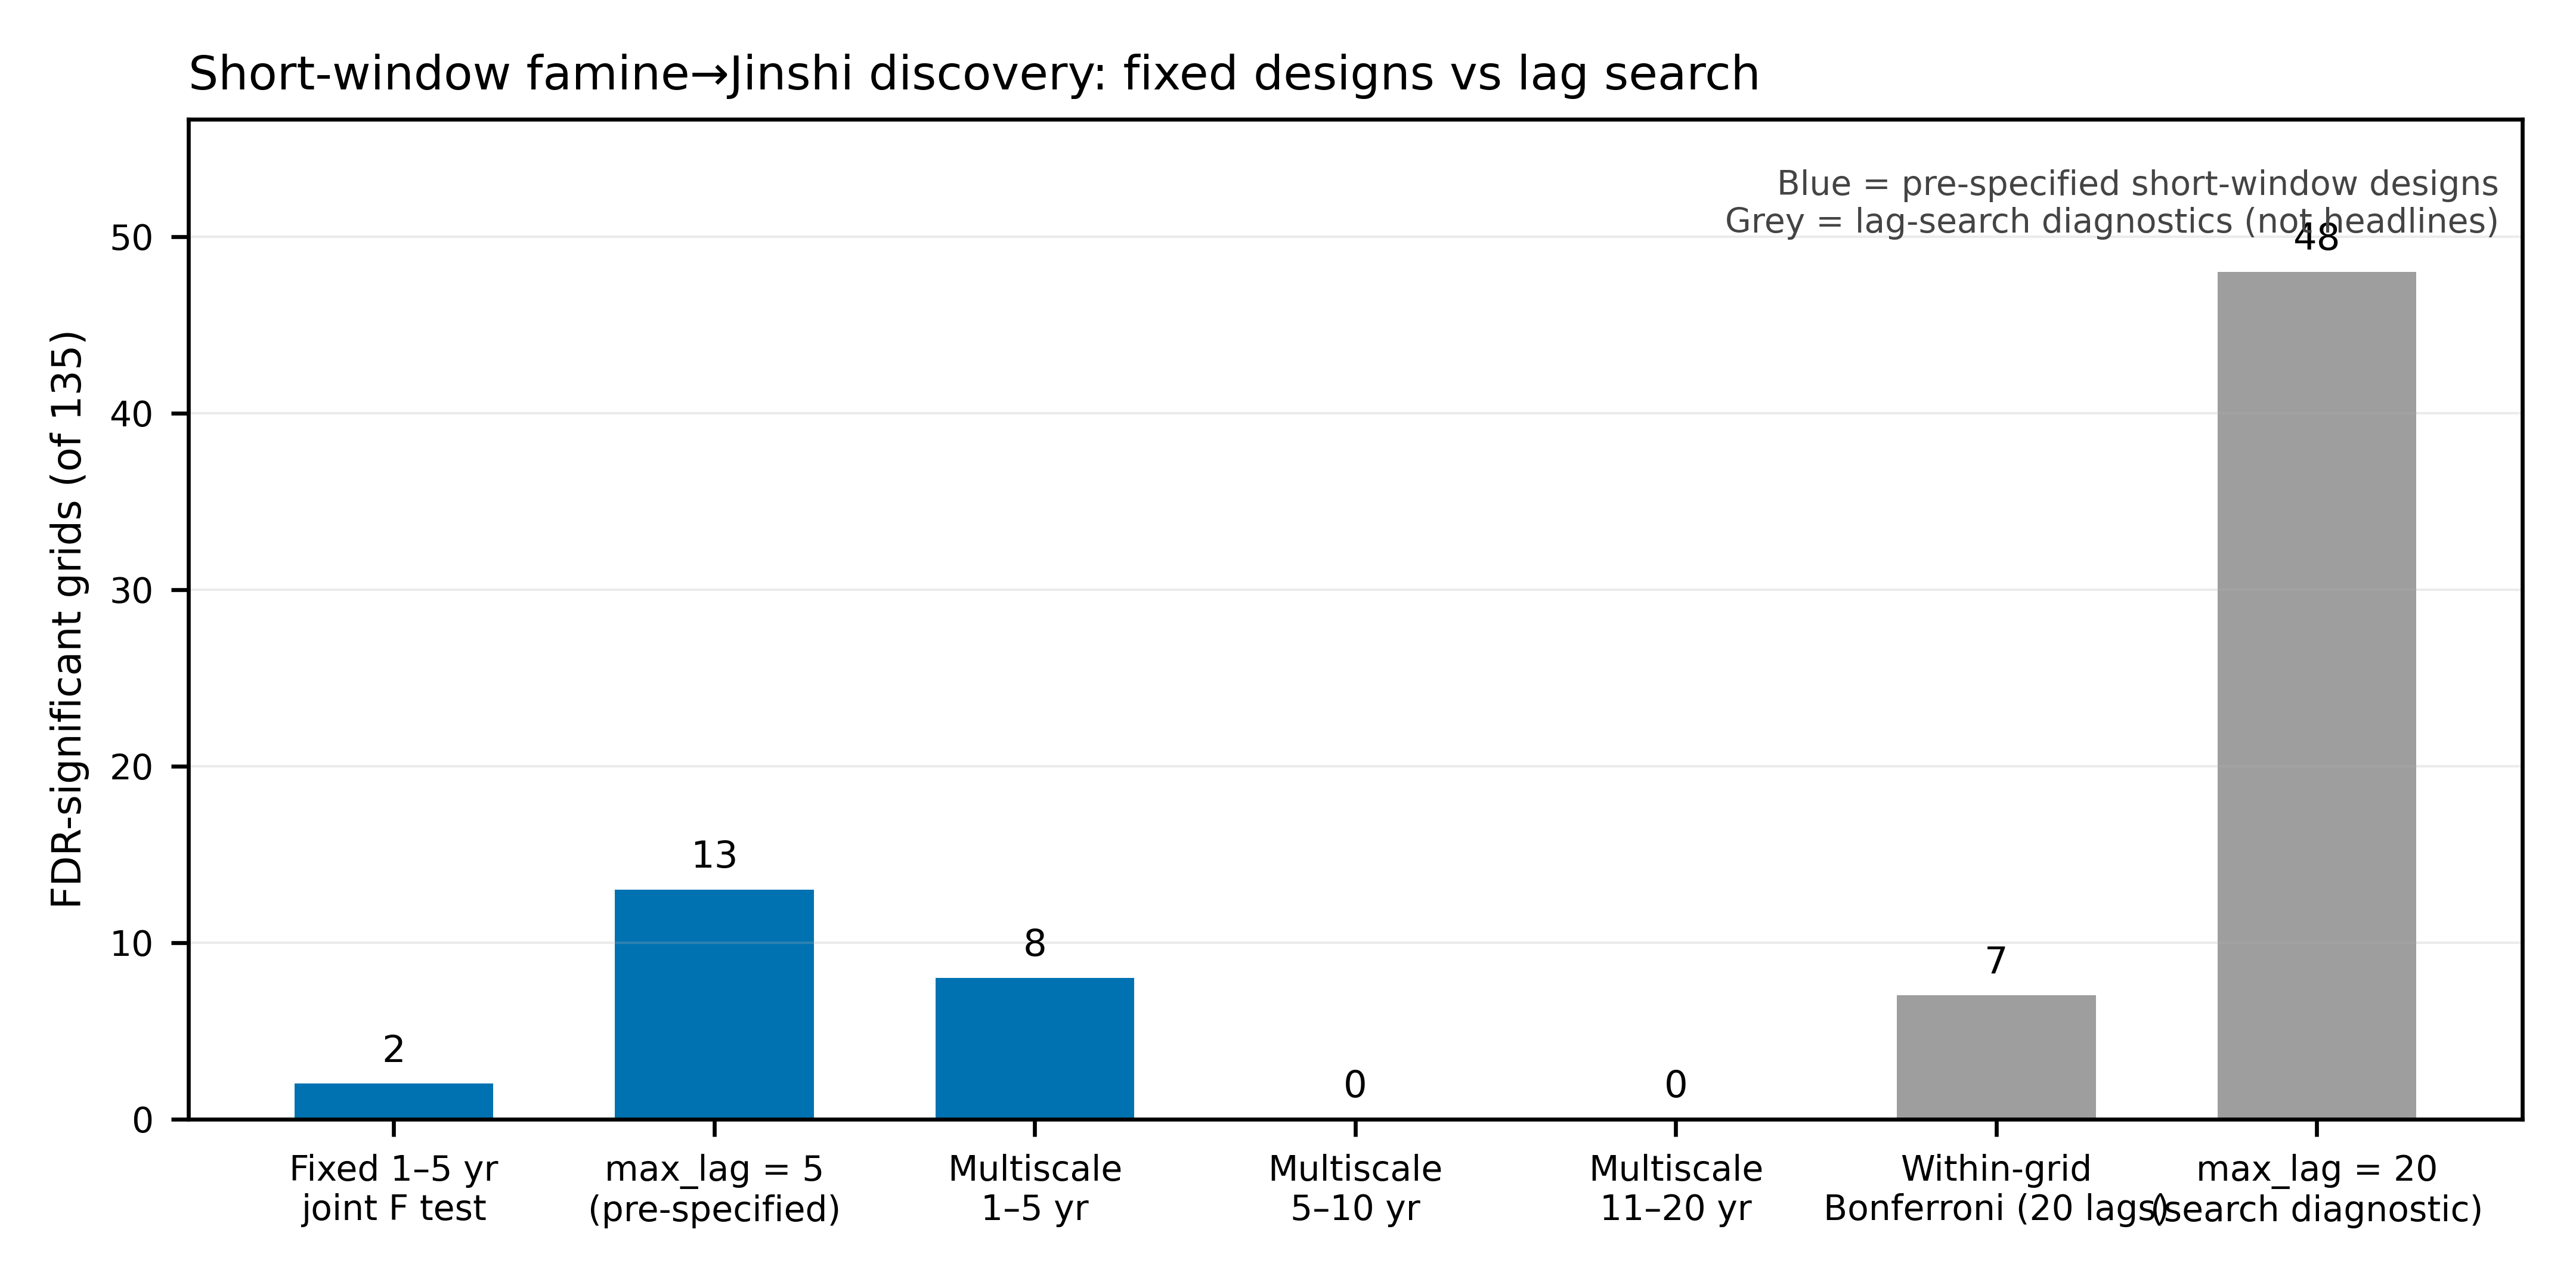 Short-window famine→Jinshi discovery: fixed designs vs lag search
Blue = pre-specified short-window designs
Grey = lag-search diagnostics (not headlines)
FDR-significant grids (of 135)
50
40
30
20
10
0
2
13
8
0
0
7
48
Fixed 1–5 yr
joint F test
max_lag = 5
(pre-specified)
Multiscale
1–5 yr
Multiscale
5–10 yr
Multiscale
11–20 yr
Within-grid
Bonferroni (20 lags)
max_lag = 20
(search diagnostic)